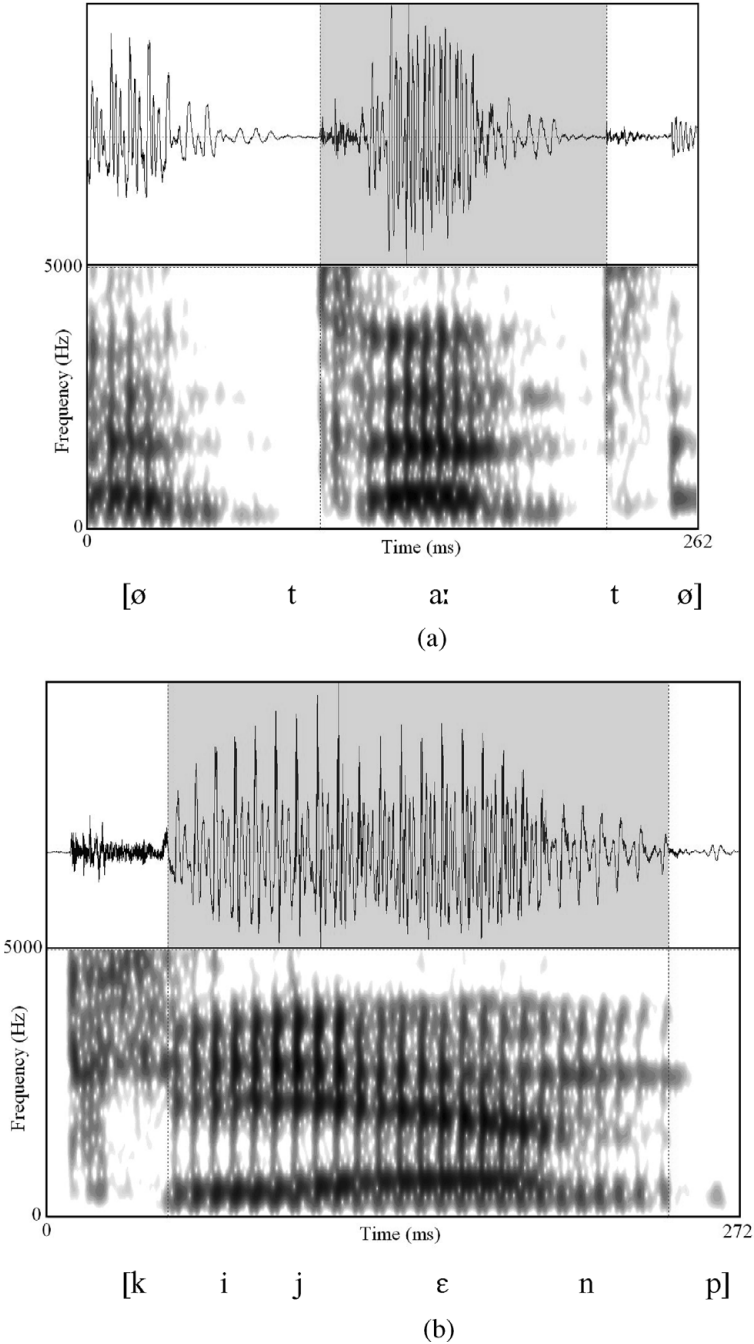 5000
Frequency (Hz)
0
0 Time (ms) 262
[ø t aː t ø]
(a)
5000
Frequency (Hz)
0
0 Time (ms) 272
[k i j ɛ n p]
(b)